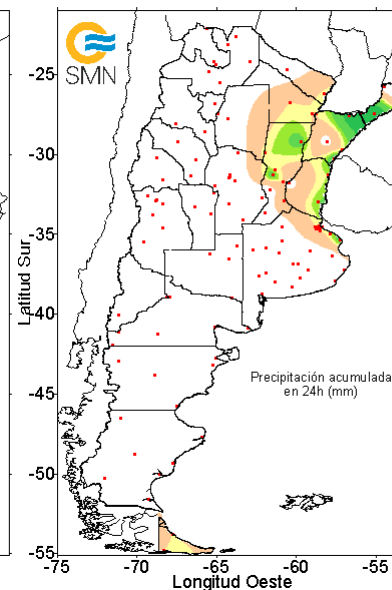 SMN
-25
-30
-35
-40
-45
-50
-55
Latitud Sur
Precipitación acumulada
en 24h (mm)
-75
-70
-65
-60
-55
Longitud Oeste